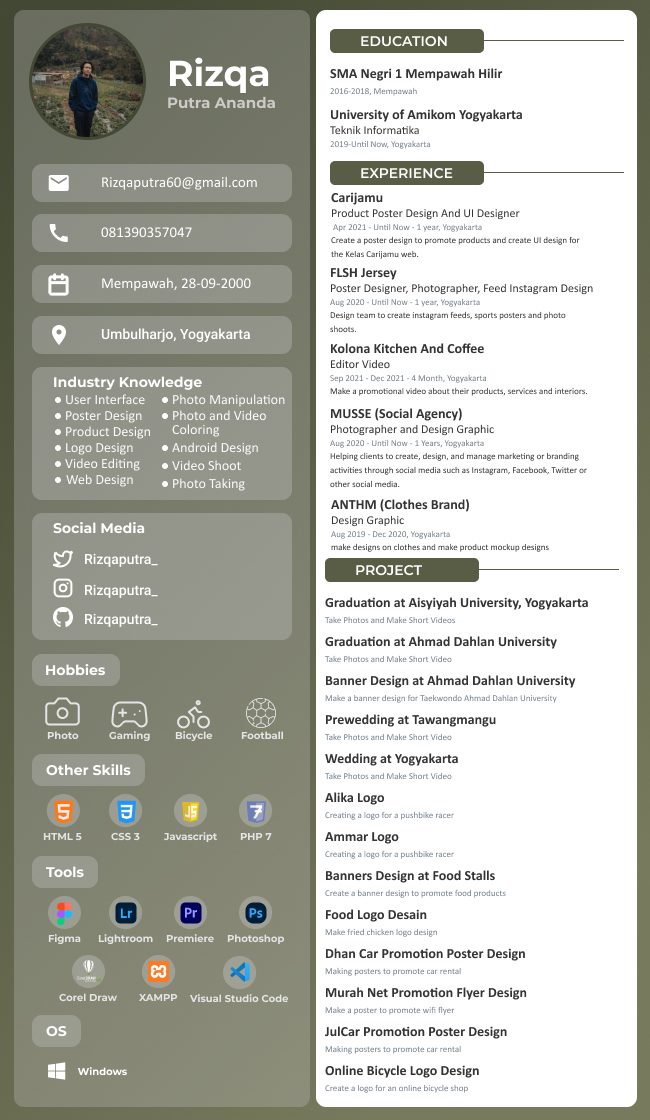 Rizqa
Putra Ananda
Rizqaputra60@gmail.com
081390357047
Mempawah, 28-09-2000
Umbulharjo, Yogyakarta
Industry Knowledge
• User Interface
• Poster Design
• Product Design
• Logo Design
• Video Editing
• Web Design
• Photo Manipulation
• Photo and Video
Coloring
• Android Design
• Video Shoot
• Photo Taking
Social Media
Rizqaputra_
Rizqaputra_
Rizqaputra_
Hobbies
Photo
Gaming
Bicycle
Football
Other Skills
HTML 5
CSS 3
Javascript
PHP 7
Tools
Figma
Lightroom
Premiere
Photoshop
Corel Draw
XAMPP
Visual Studio Code
OS
Windows
EDUCATION
SMA Negri 1 Mempawah Hilir
2016-2018, Mempawah
University of Amikom Yogyakarta
Teknik Informatika
2019-Until Now, Yogyakarta
EXPERIENCE
Carijamu
Product Poster Design And UI Designer
Apr 2021 - Until Now - 1 year, Yogyakarta
Create a poster design to promote products and create UI design for
the Kelas Carijamu web.
FLSH Jersey
Poster Designer, Photographer, Feed Instagram Design
Aug 2020 - Until Now - 1 year, Yogyakarta
Design team to create instagram feeds, sports posters and photo
shoots.
Kolona Kitchen And Coffee
Editor Video
Sep 2021 - Dec 2021 - 4 Month, Yogyakarta
Make a promotional video about their products, services and interiors.
MUSSE (Social Agency)
Photographer and Design Graphic
Aug 2020 - Until Now - 1 Years, Yogyakarta
Helping clients to create, design, and manage marketing or branding
activities through social media such as Instagram, Facebook, Twitter or
other social media.
ANTHM (Clothes Brand)
Design Graphic
Aug 2019 - Dec 2020, Yogyakarta
make designs on clothes and make product mockup designs
PROJECT
Graduation at Aisyiyah University, Yogyakarta
Take Photos and Make Short Videos
Graduation at Ahmad Dahlan University
Take Photos and Make Short Video
Banner Design at Ahmad Dahlan University
Make a banner design for Taekwondo Ahmad Dahlan University
Prewedding at Tawangmangu
Take Photos and Make Short Video
Wedding at Yogyakarta
Take Photos and Make Short Video
Alika Logo
Creating a logo for a pushbike racer
Ammar Logo
Creating a logo for a pushbike racer
Banners Design at Food Stalls
Create a banner design to promote food products
Food Logo Desain
Make fried chicken logo design
Dhan Car Promotion Poster Design
Making posters to promote car rental
Murah Net Promotion Flyer Design
Make a poster to promote wifi flyer
JulCar Promotion Poster Design
Making posters to promote car rental
Online Bicycle Logo Design
Create a logo for an online bicycle shop